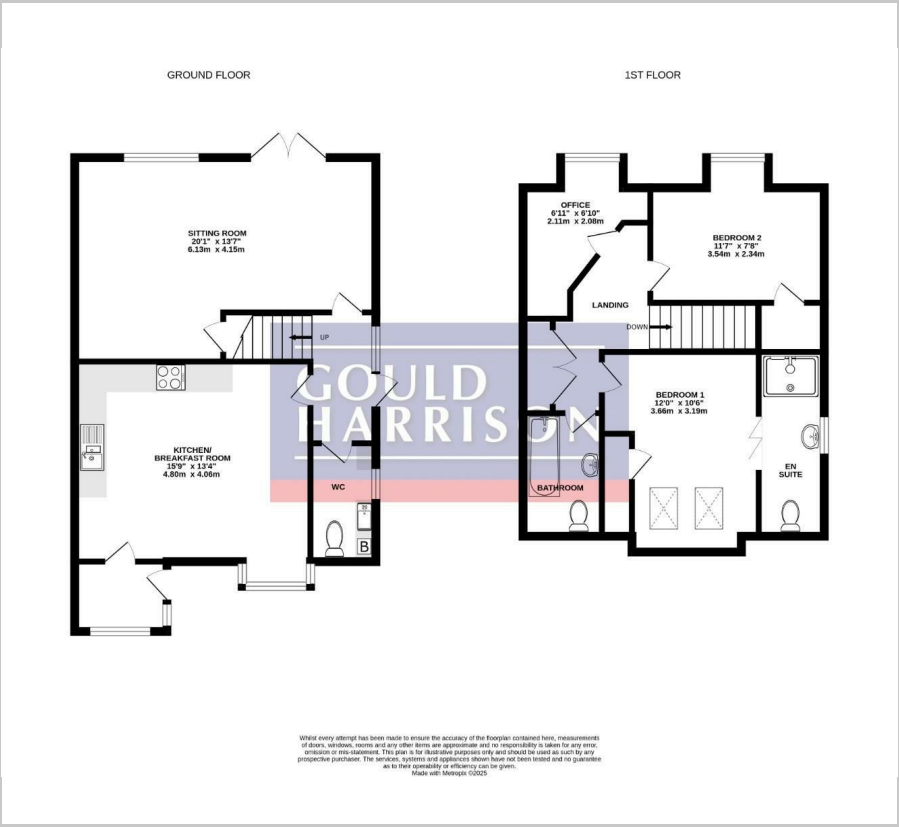 GROUND FLOOR
1ST FLOOR
SITTING ROOM
20'1" x 13'7"
6.13m x 4.15m
UP
KITCHEN/
BREAKFAST ROOM
15'9" x 13'4"
4.80m x 4.06m
WC
B
OFFICE
6'11" x 6'10"
2.11m x 2.08m
BEDROOM 2
11'7" x 7'8"
3.54m x 2.34m
LANDING
DOWN
BEDROOM 1
12'0" x 10'6"
3.66m x 3.19m
EN
SUITE
BATHROOM
GOULD
HARRISON
Whilst every attempt has been made to ensure the accuracy of the floorplan contained here, measurements
of doors, windows, rooms and any other items are approximate and no responsibility is taken for any error,
omission or mis-statement. This plan is for illustrative purposes only and should be used as such by any
prospective purchaser. The services, systems and appliances shown have not been tested and no guarantee
as to their operability or efficiency can be given.
Made with Metropix ©2025